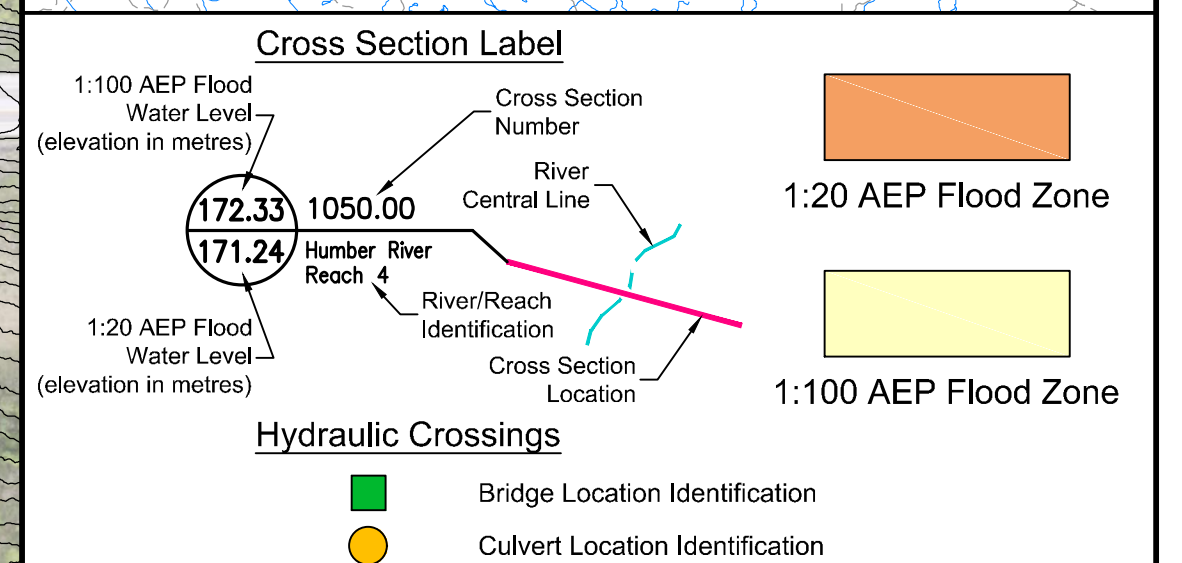 Cross Section Label
1:100 AEP Flood
Water Level
(elevation in metres)
Cross Section
Number
River
Central Line
172.33
1050.00
171.24
Humber River
Reach 4
River/Reach
Identification
1:20 AEP Flood
Water Level
(elevation in metres)
Cross Section
Location
1:20 AEP Flood Zone
1:100 AEP Flood Zone
Hydraulic Crossings
Bridge Location Identification
Culvert Location Identification